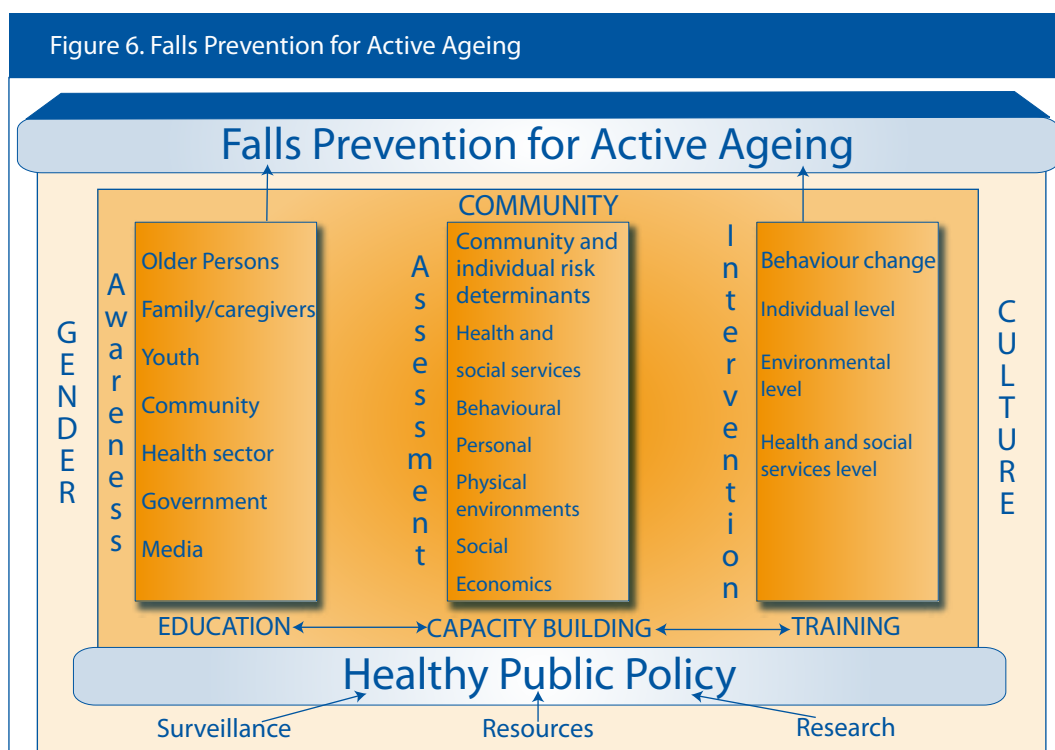 Figure 6. Falls Prevention for Active Ageing
Falls Prevention for Active Ageing
COMMUNITY
GENDER
Awareness
Older Persons
Family/caregivers
Youth
Community
Health sector
Government
Media
Assessment
Community and
individual risk
determinants
Health and
social services
Behavioural
Personal
Physical
environments
Social
Economics
Intervention
Behaviour change
Individual level
Environmental
level
Health and social
services level
CULTURE
EDUCATION
CAPACITY BUILDING
TRAINING
Healthy Public Policy
Surveillance
Resources
Research